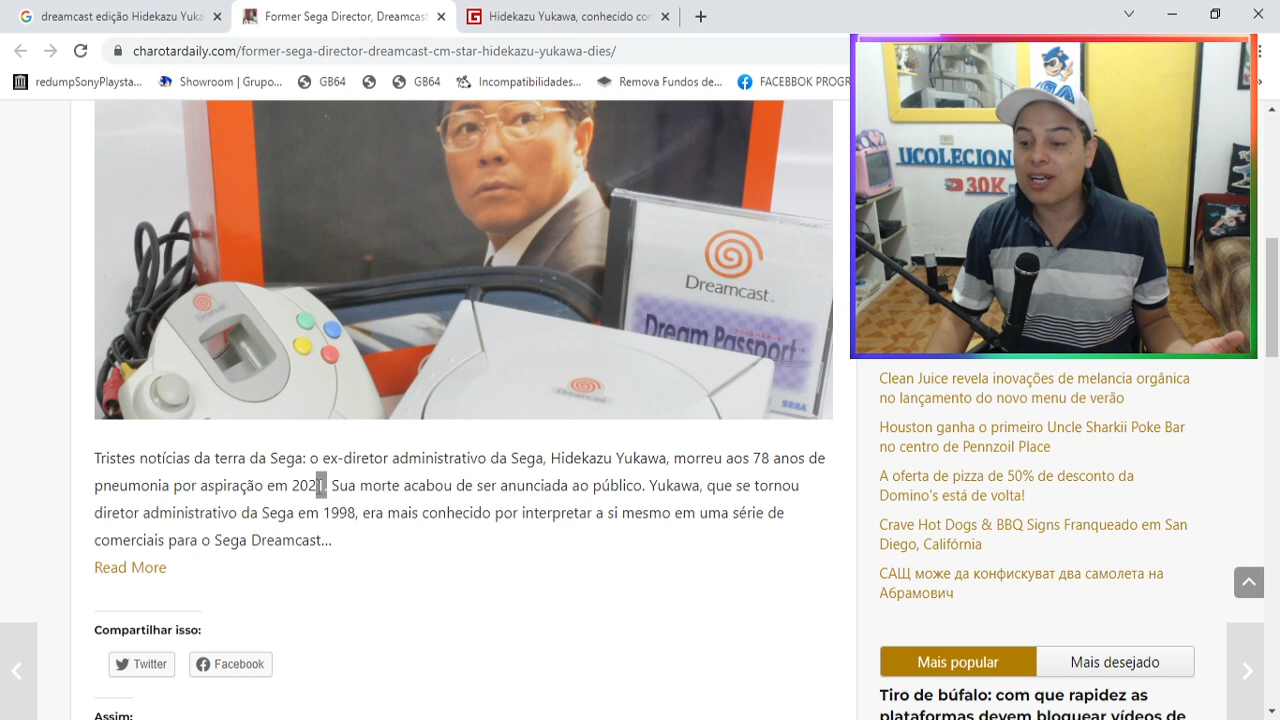 dreamcast edição Hidekazu Yuka
Former Sega Director, Dreamcast
Hidekazu Yukawa, conhecido co
charotardaily.com/former-sega-director-dreamcast-cm-star-hidekazu-yukawa-dies/
redumpSonyPlaysta...
Showroom | Grupo...
GB64
GB64
Incompatibilidades...
Remova Fundos de...
FACEBBOK PROGR
UCOLECION
30K
Dreamcast
Dream Passport
Dreamcast
SEGA
Clean Juice revela inovações de melancia orgânica
no lançamento do novo menu de verão
Houston ganha o primeiro Uncle Sharkii Poke Bar
no centro de Pennzoil Place
A oferta de pizza de 50% de desconto da
Domino's está de volta!
Crave Hot Dogs & BBQ Signs Franqueado em San
Diego, Califórnia
САЩ може да конфискуват два самолета на
Абрамович
Tristes notícias da terra da Sega: o ex-diretor administrativo da Sega, Hidekazu Yukawa, morreu aos 78 anos de
pneumonia por aspiração em 2021. Sua morte acabou de ser anunciada ao público. Yukawa, que se tornou
diretor administrativo da Sega em 1998, era mais conhecido por interpretar a si mesmo em uma série de
comerciais para o Sega Dreamcast...
Read More
Compartilhar isso:
Twitter
Facebook
Assim:
Mais popular
Mais desejado
Tiro de búfalo: com que rapidez as
plataformas devem bloquear vídeos de